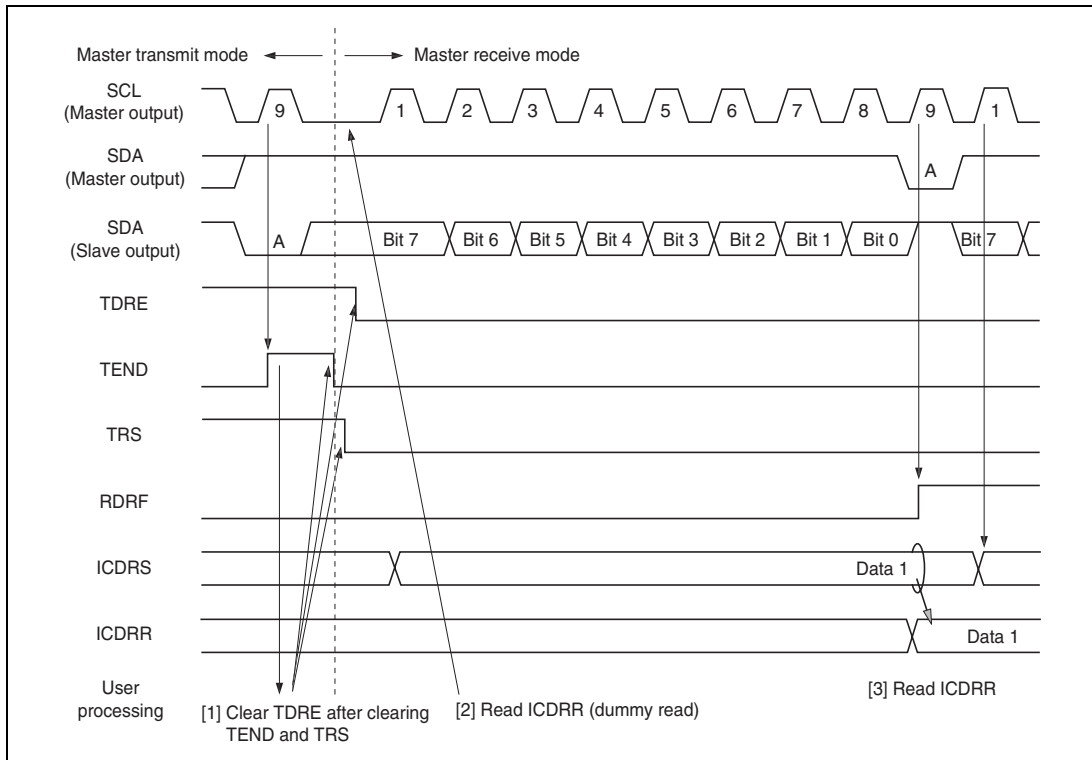 Master transmit mode
Master receive mode
SCL
(Master output)
9
1
2
3
4
5
6
7
8
9
1
SDA
(Master output)
A
SDA
(Slave output)
A
Bit 7
Bit 6
Bit 5
Bit 4
Bit 3
Bit 2
Bit 1
Bit 0
Bit 7
TDRE
TEND
TRS
RDRF
ICDRS
Data 1
ICDRR
Data 1
User
processing
[1] Clear TDRE after clearing
TEND and TRS
[2] Read ICDRR (dummy read)
[3] Read ICDRR